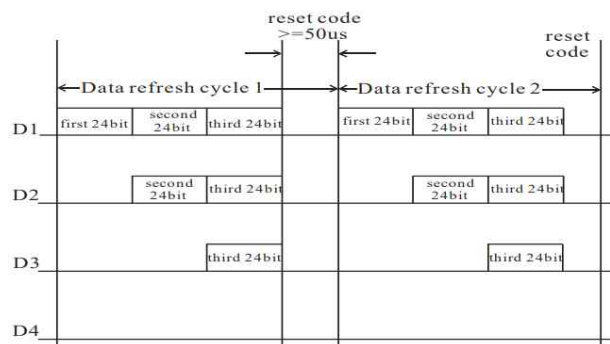 reset code
>=50us
reset
code
Data refresh cycle 1
Data refresh cycle 2
D1
first 24bit
second
24bit
third 24bit
first 24bit
second
24bit
third 24bit
D2
second
24bit
third 24bit
second
24bit
third 24bit
D3
third 24bit
third 24bit
D4